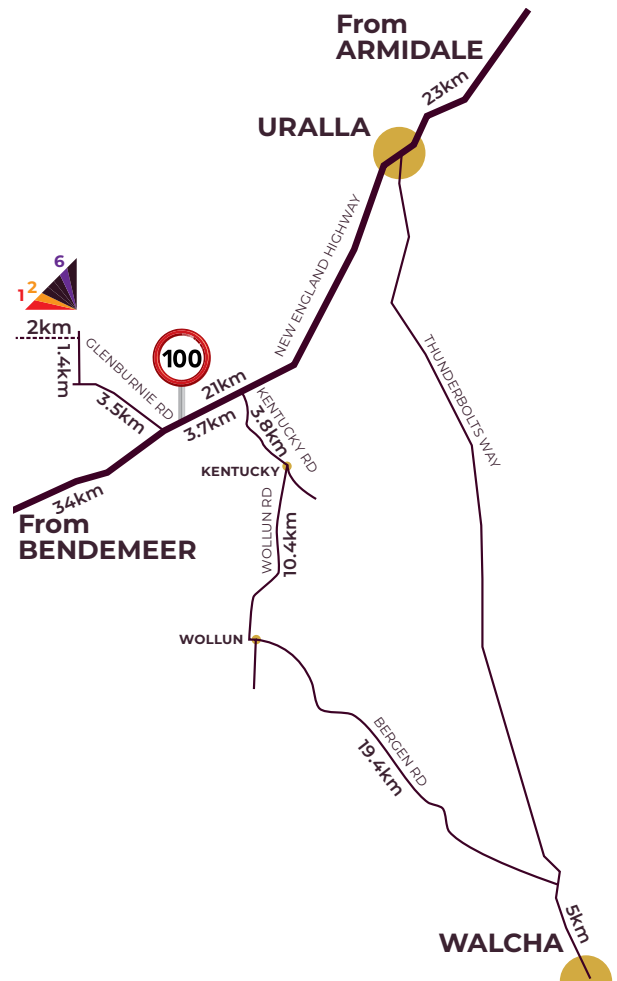 From
ARMIDALE
23km
URALLA
NEW ENGLAND HIGHWAY
6
2
1
2km
1.4km
GLENBURNIE RD
3.5km
100
21km
3.7km
KENTUCKY RD
3.8km
THUNDERBOLTS WAY
KENTUCKY
34km
From
BENDEMEER
WOLLUN RD
10.4km
WOLLUN
BERGEN RD
19.4km
5km
WALCHA